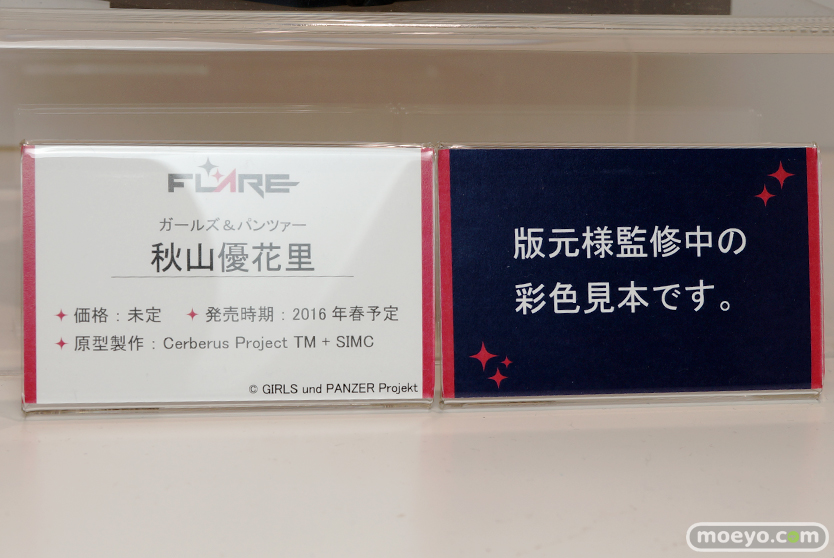 FLARE
ガールズ&パンツァー
秋山優花里
価格：未定　発売時期：2016年春予定
原型製作：Cerberus Project TM + SIMC
© GIRLS und PANZER Projekt
版元様監修中の
彩色見本です。
moeyo.com